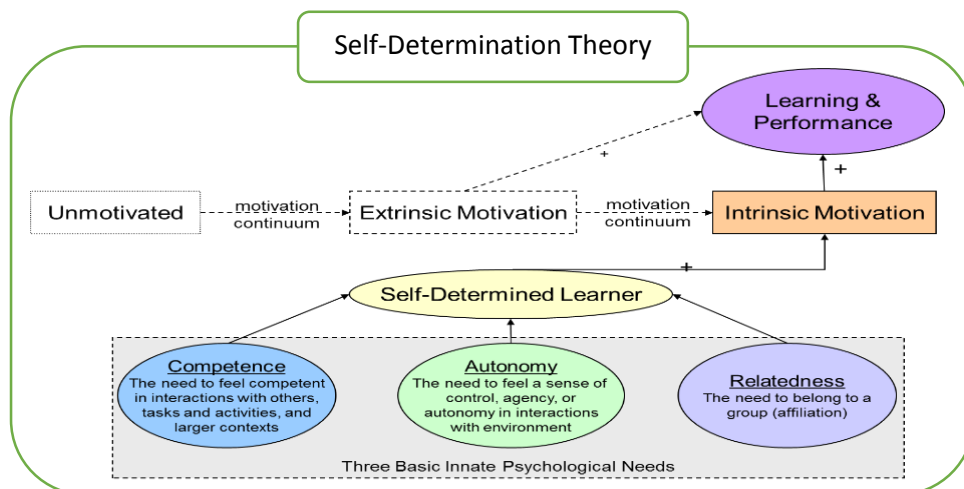 Self-Determination Theory
Learning &
Performance
+
+
Unmotivated
motivation
continuum
Extrinsic Motivation
motivation
continuum
Intrinsic Motivation
+
Self-Determined Learner
Competence
The need to feel competent
in interactions with others,
tasks and activities, and
larger contexts
Autonomy
The need to feel a sense of
control, agency, or
autonomy in interactions
with environment
Relatedness
The need to belong to a
group (affiliation)
Three Basic Innate Psychological Needs